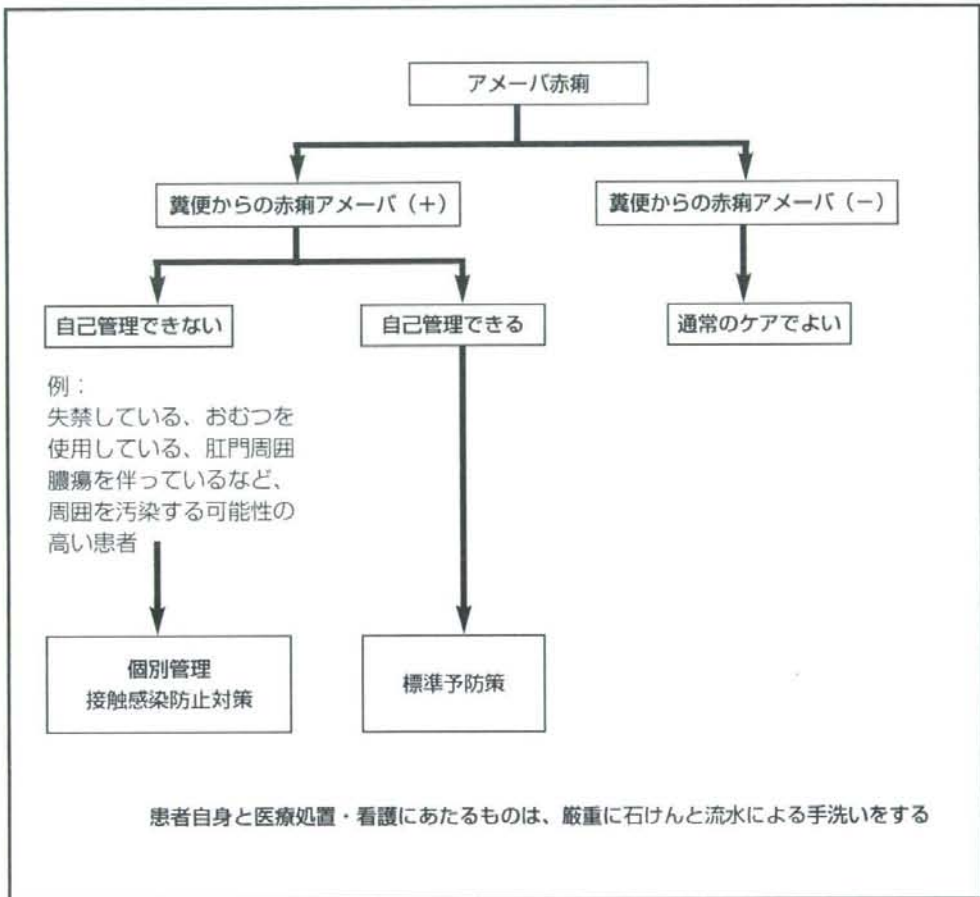 アメーバ赤痢
糞便からの赤痢アメーバ（＋）
糞便からの赤痢アメーバ（－）
自己管理できない
自己管理できる
通常のケアでよい
例：
失禁している、おむつを
使用している、肛門周囲
膿瘍を伴っているなど、
周囲を汚染する可能性の
高い患者
個別管理
接触感染防止対策
標準予防策
患者自身と医療処置・看護にあたるものは、厳重に石けんと流水による手洗いをする